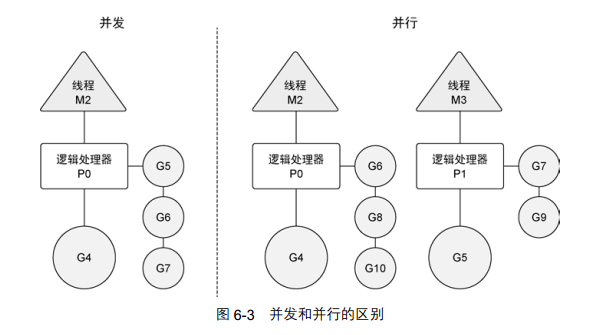 并发
并行
线程
M2
逻辑处理器
P0
G5
G6
G4
G7
线程
M2
线程
M3
逻辑处理器
P0
G6
G8
G4
G10
逻辑处理器
P1
G7
G9
G5
图 6-3 并发和并行的区别